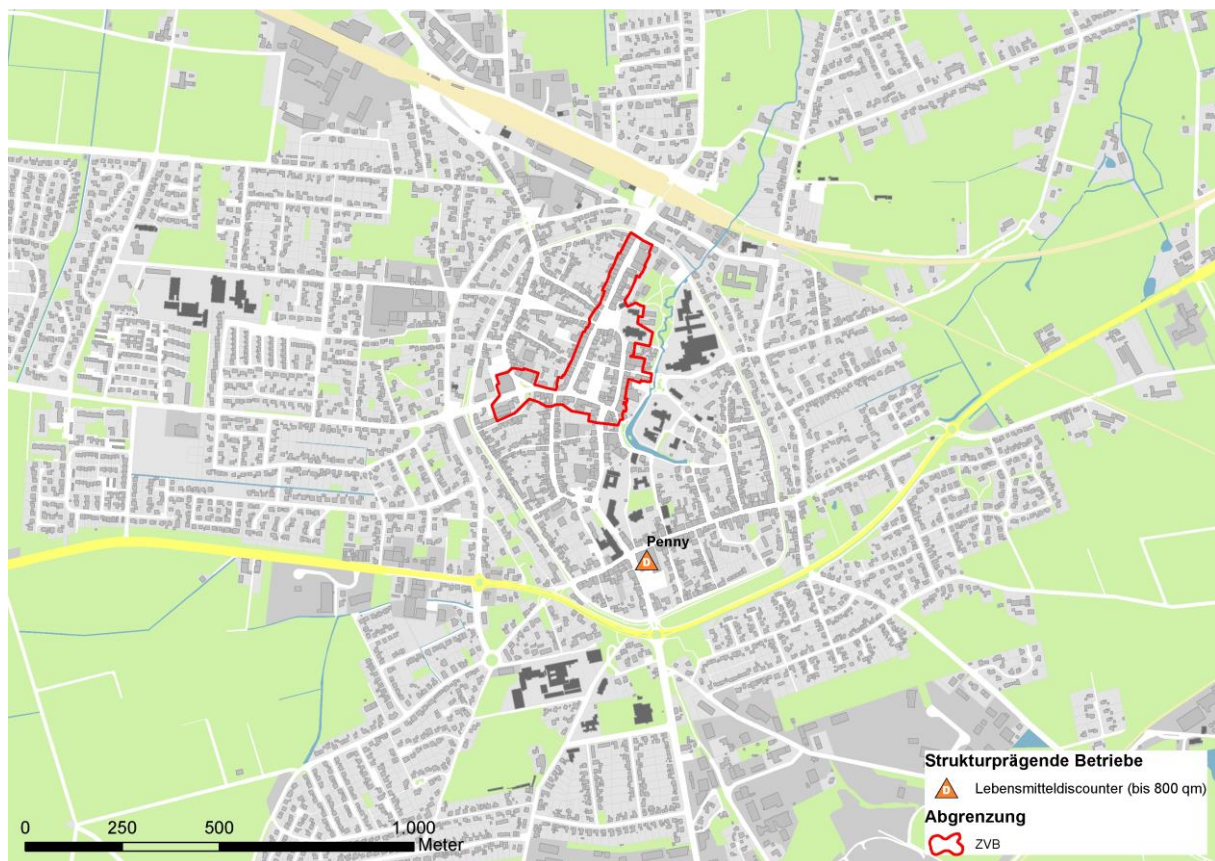 Penny
D
Strukturprägende Betriebe
D Lebensmitteldiscounter (bis 800 qm)
Abgrenzung
ZVB
0 250 500 1.000
Meter